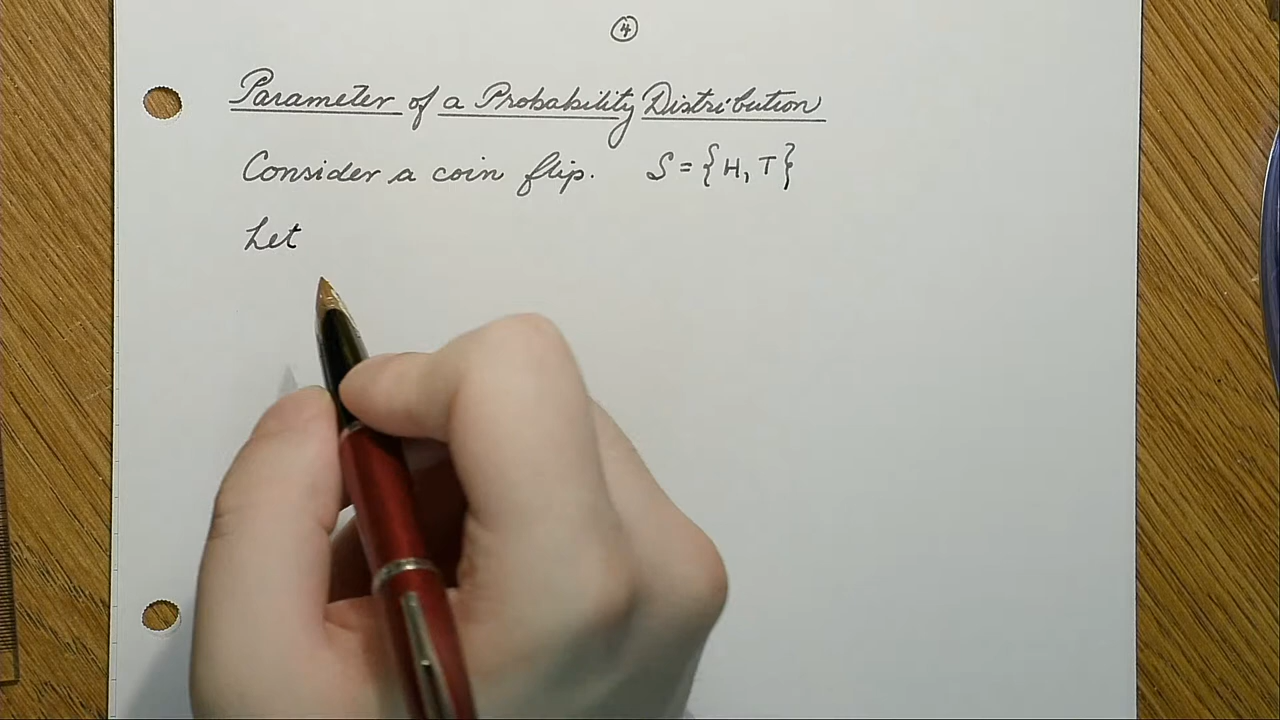 ④
Parameter of a Probability Distribution
Consider a coin flip. S = {H, T}
Let